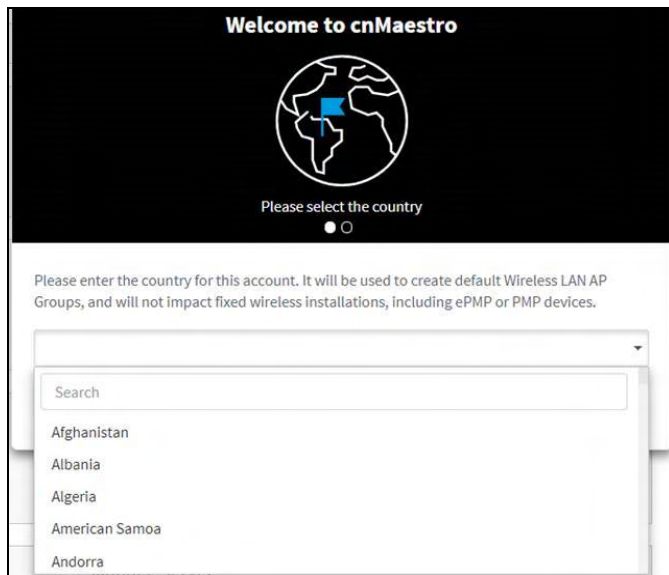 Welcome to cnMaestro
Please select the country
Please enter the country for this account. It will be used to create default Wireless LAN AP
Groups, and will not impact fixed wireless installations, including ePMP or PMP devices.
Search
Afghanistan
Albania
Algeria
American Samoa
Andorra